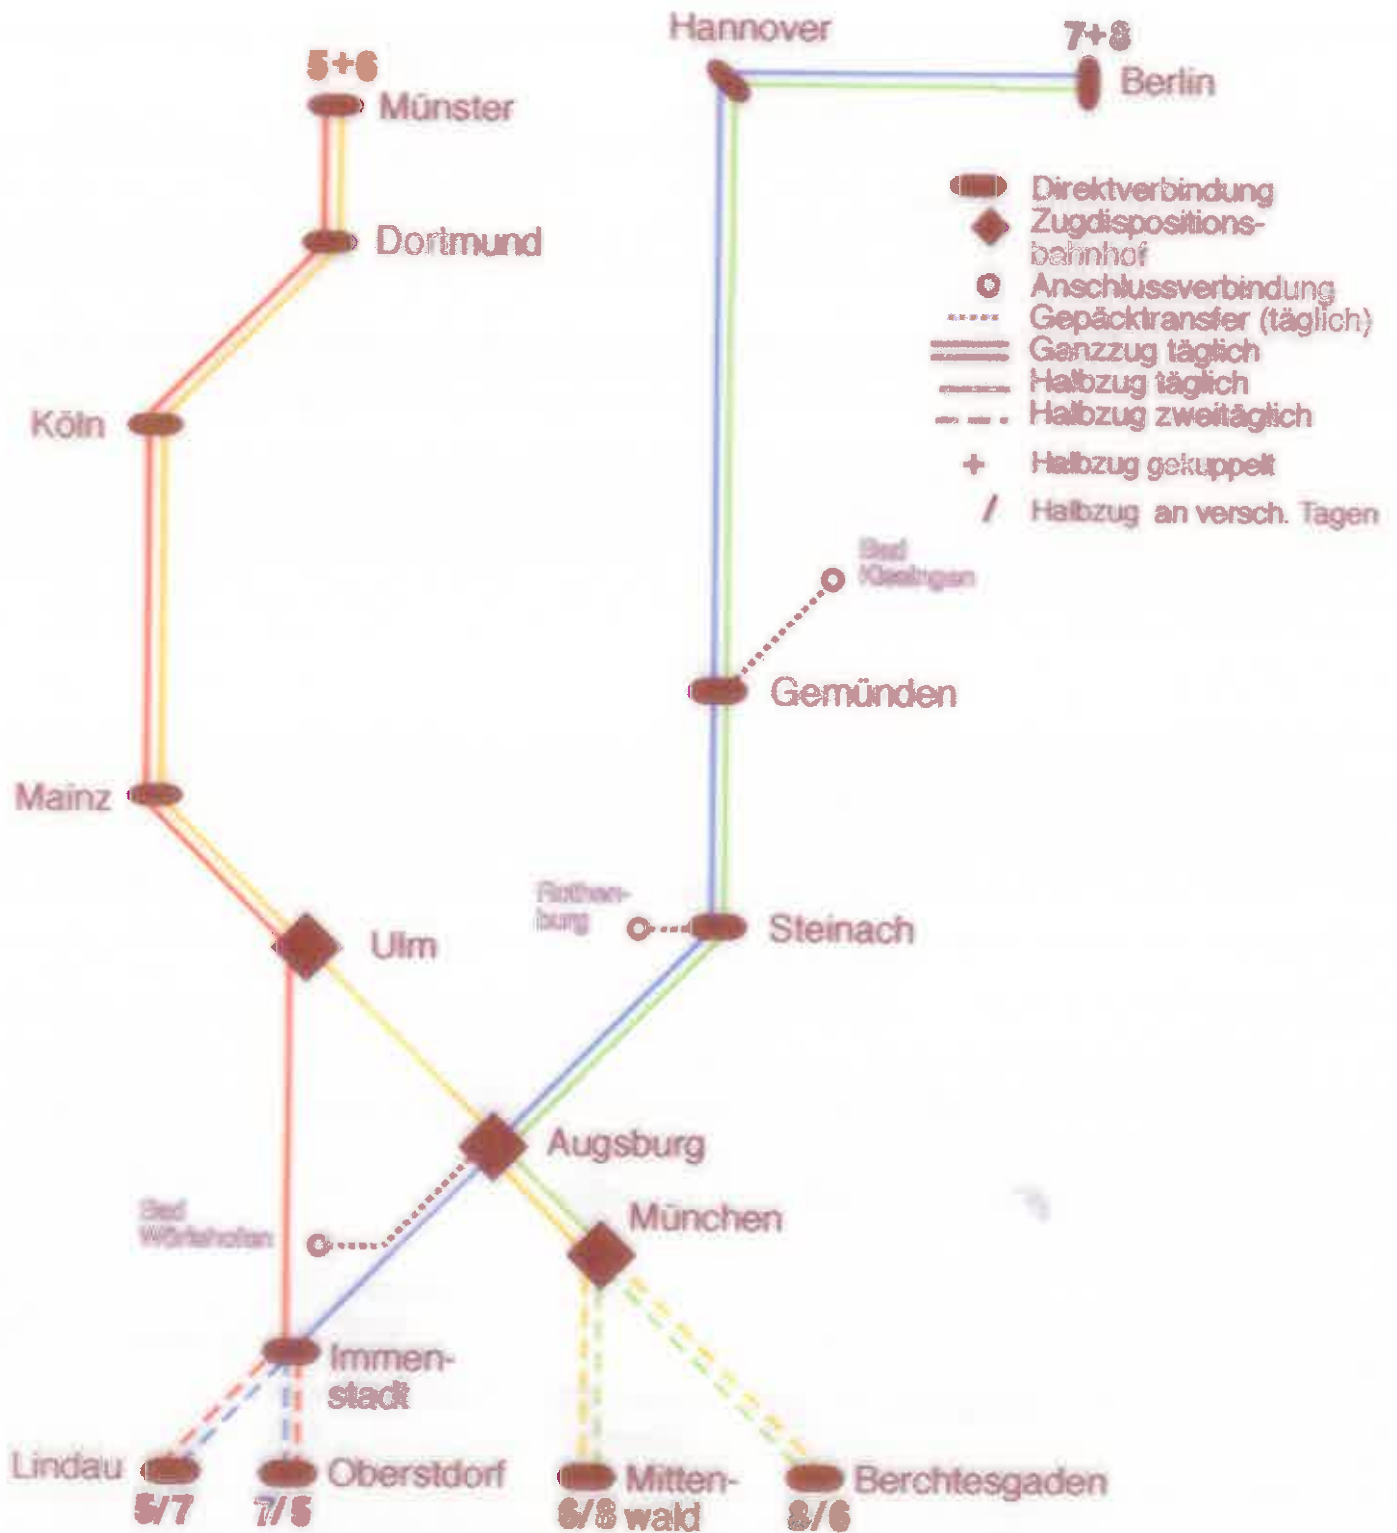 Hannover
7+8
Berlin
5+6
Münster
Dortmund
Direktverbindung
Zugdispositions-
bahnhof
Anschlussverbindung
Gepäcktransfer (täglich)
Ganzzug täglich
Halbzug täglich
Halbzug zweitäglich
+ Halbzug gekuppelt
/ Halbzug an versch. Tagen
Köln
Bad
Kissingen
Gemünden
Mainz
Rothen-
burg
Steinach
Ulm
Augsburg
Bad
Wörishofen
München
Immen-
stadt
Lindau
5/7
Oberstdorf
7/5
Mitten-
wald
6/8
Berchtesgaden
8/6